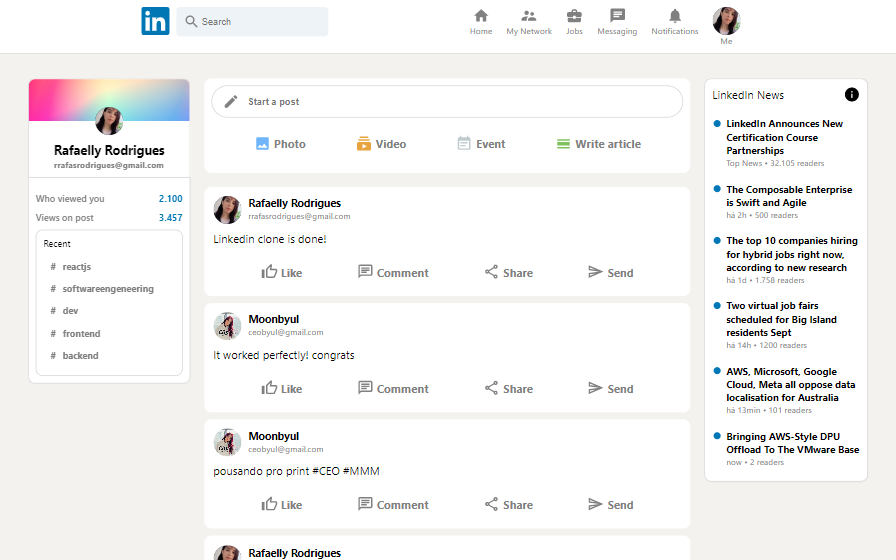 in
Search
Home
My Network
Jobs
Messaging
Notifications
Me
Rafaelly Rodrigues
rrafasrodrigues@gmail.com
Who viewed you 2.100
Views on post 3.457
Recent
# reactjs
# softwareengeneering
# dev
# frontend
# backend
Start a post
Photo
Video
Event
Write article
Rafaelly Rodrigues
rrafasrodrigues@gmail.com
Linkedin clone is done!
Like
Comment
Share
Send
Moonbyul
ceobyul@gmail.com
It worked perfectly! congrats
Like
Comment
Share
Send
Moonbyul
ceobyul@gmail.com
pousando pro print #CEO #MMM
Like
Comment
Share
Send
Rafaelly Rodrigues
LinkedIn News
LinkedIn Announces New
Certification Course
Partnerships
Top News • 32.105 readers
The Composable Enterprise
is Swift and Agile
há 2h • 500 readers
The top 10 companies hiring
for hybrid jobs right now,
according to new research
há 1d • 1.758 readers
Two virtual job fairs
scheduled for Big Island
residents Sept
há 14h • 1200 readers
AWS, Microsoft, Google
Cloud, Meta all oppose data
localisation for Australia
há 13min • 101 readers
Bringing AWS-Style DPU
Offload To The VMware Base
now • 2 readers